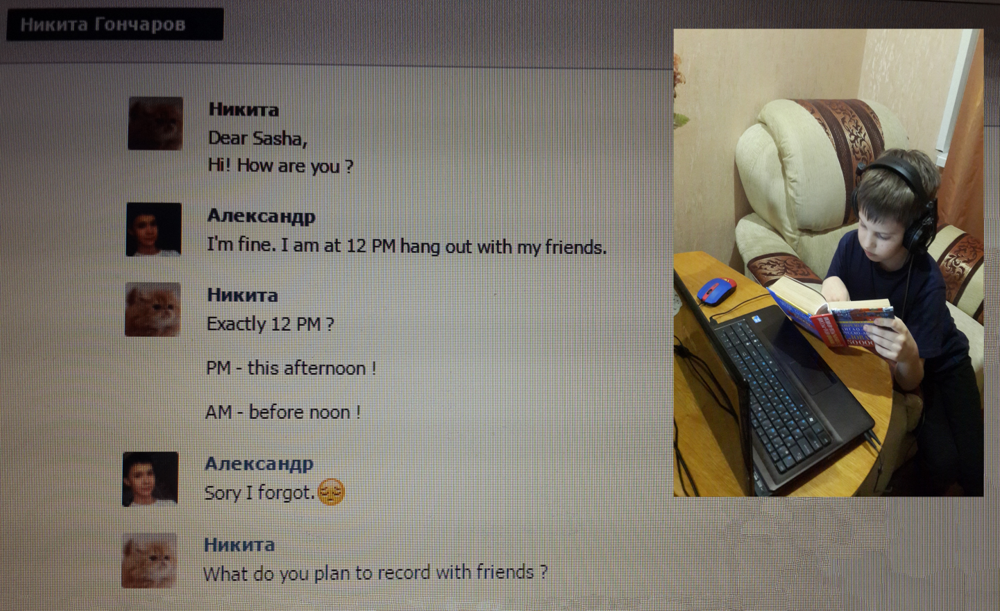 Никита Гончаров
Никита
Dear Sasha,
Hi! How are you ?
Александр
I'm fine. I am at 12 PM hang out with my friends.
Никита
Exactly 12 PM ?
PM - this afternoon !
AM - before noon !
Александр
Sory I forgot.
Никита
What do you plan to record with friends ?